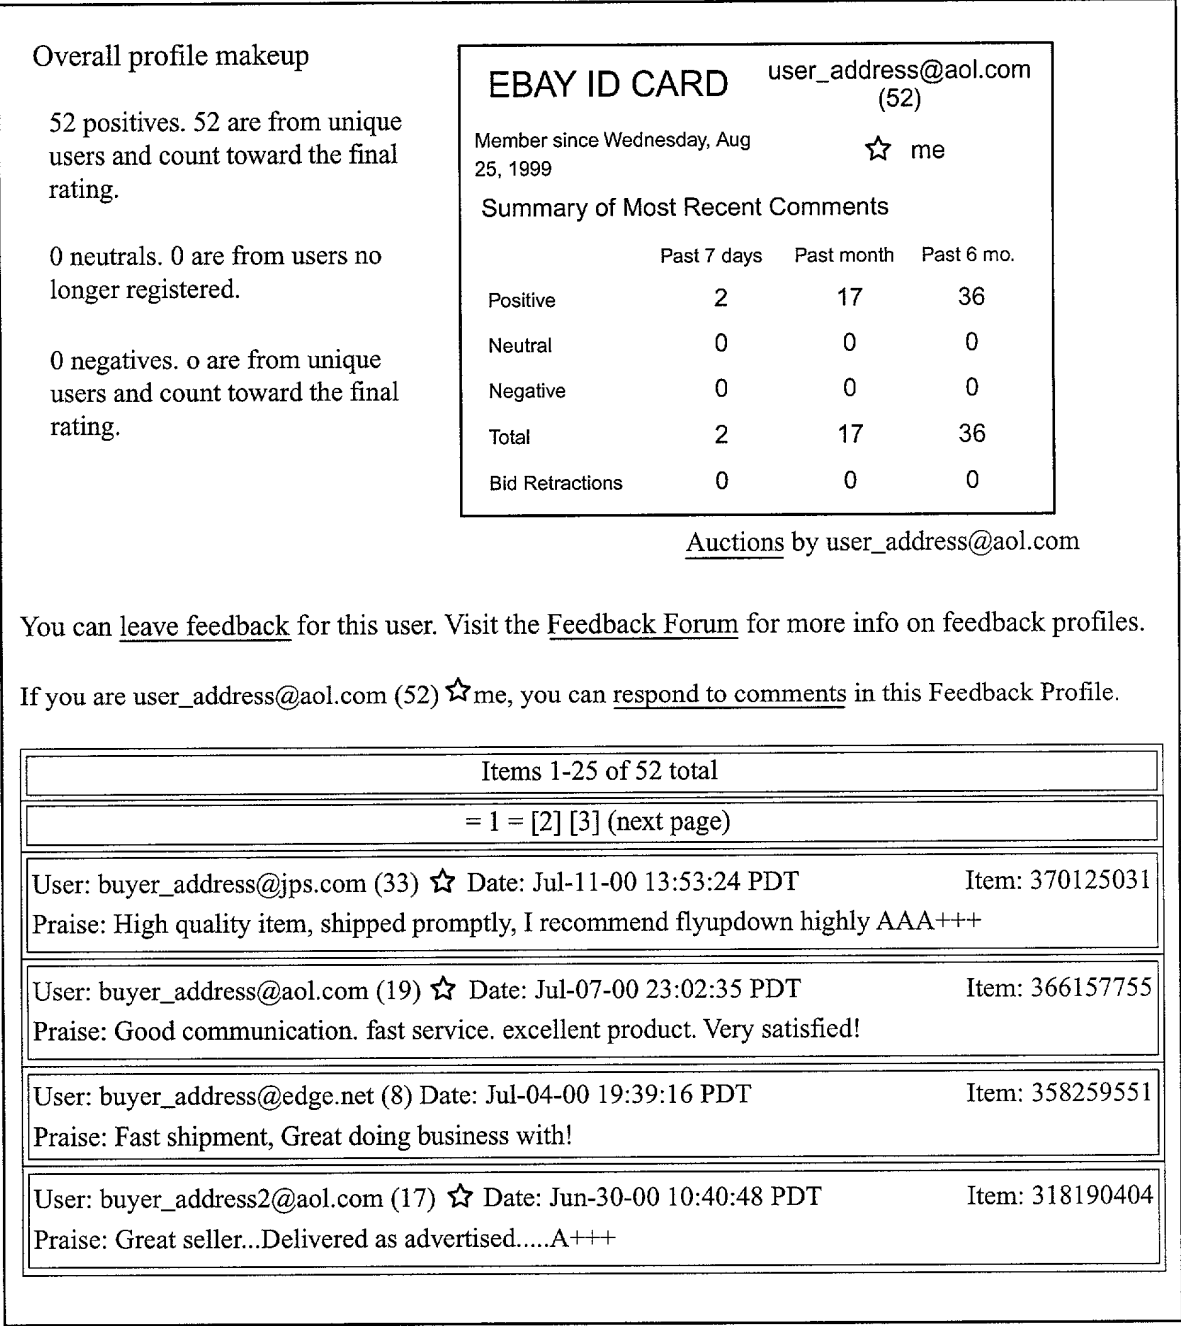 Overall profile makeup
52 positives. 52 are from unique
users and count toward the final
rating.
0 neutrals. 0 are from users no
longer registered.
0 negatives. o are from unique
users and count toward the final
rating.
EBAY ID CARD
user_address@aol.com
(52)
Member since Wednesday, Aug
25, 1999
☆ me
Summary of Most Recent Comments
Past 7 days Past month Past 6 mo.
Positive 2 17 36
Neutral 0 0 0
Negative 0 0 0
Total 2 17 36
Bid Retractions 0 0 0
Auctions by user_address@aol.com
You can leave feedback for this user. Visit the Feedback Forum for more info on feedback profiles.
If you are user_address@aol.com (52) ☆ me, you can respond to comments in this Feedback Profile.
Items 1-25 of 52 total
= 1 = [2] [3] (next page)
User: buyer_address@jps.com (33) ☆ Date: Jul-11-00 13:53:24 PDT Item: 370125031
Praise: High quality item, shipped promptly, I recommend flyupdown highly AAA+++
User: buyer_address@aol.com (19) ☆ Date: Jul-07-00 23:02:35 PDT Item: 366157755
Praise: Good communication. fast service. excellent product. Very satisfied!
User: buyer_address@edge.net (8) Date: Jul-04-00 19:39:16 PDT Item: 358259551
Praise: Fast shipment, Great doing business with!
User: buyer_address2@aol.com (17) ☆ Date: Jun-30-00 10:40:48 PDT Item: 318190404
Praise: Great seller...Delivered as advertised.....A+++